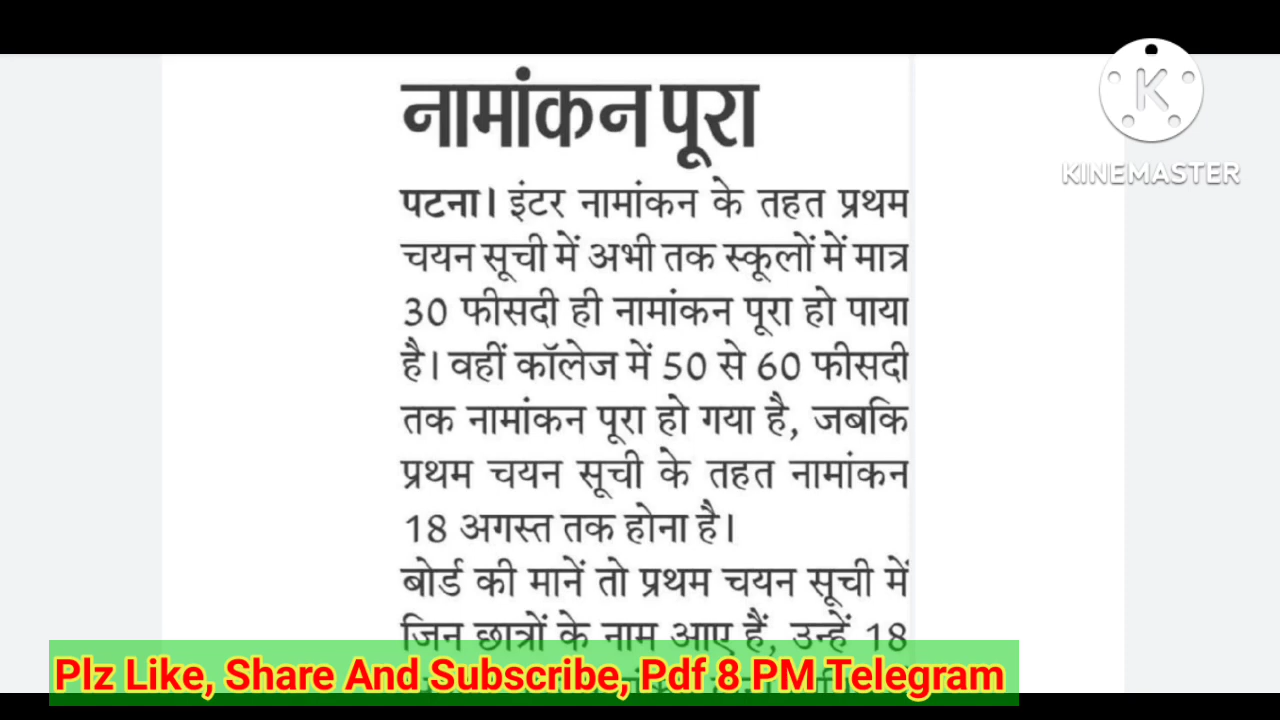 नामांकन पूरा
KINEMASTER
पटना। इंटर नामांकन के तहत प्रथम
चयन सूची में अभी तक स्कूलों में मात्र
30 फीसदी ही नामांकन पूरा हो पाया
है। वहीं कॉलेज में 50 से 60 फीसदी
तक नामांकन पूरा हो गया है, जबकि
प्रथम चयन सूची के तहत नामांकन
18 अगस्त तक होना है।
बोर्ड की मानें तो प्रथम चयन सूची में
जिन छात्रों के नाम आए हैं, उन्हें 18
Plz Like, Share And Subscribe, Pdf 8 PM Telegram